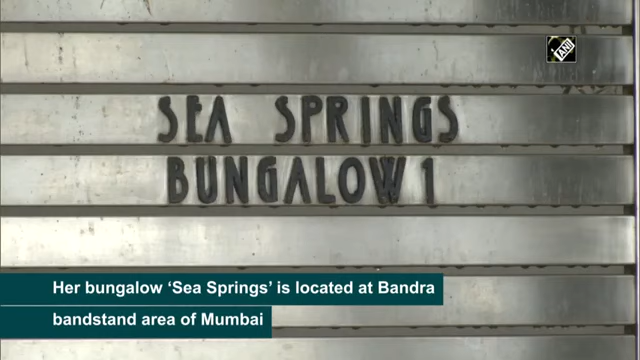 ANI
SEA SPRINGS
BUNGALOW 1
Her bungalow ‘Sea Springs’ is located at Bandra
bandstand area of Mumbai